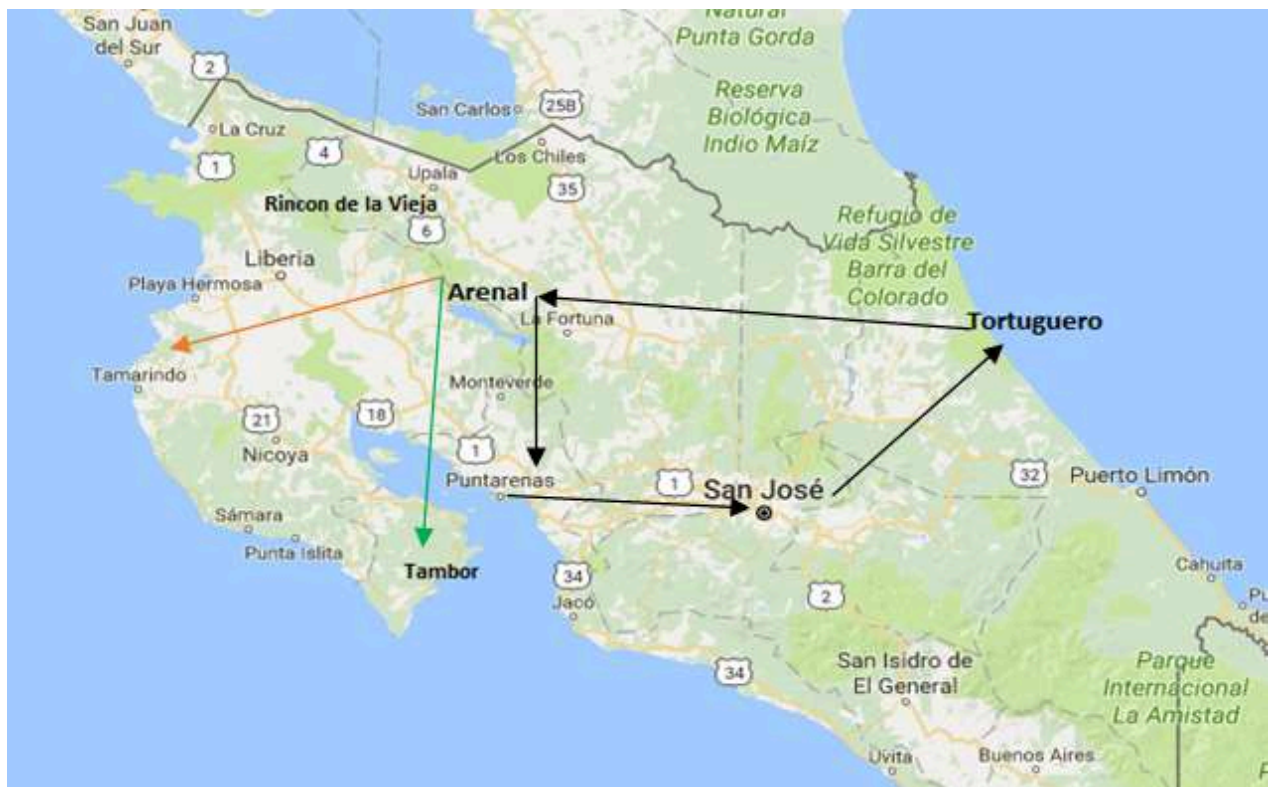 Natural
Punta Gorda
San Juan
del Sur
2
Reserva
Biológica
Indio Maíz
San Carlos
25B
La Cruz
4
Los Chiles
1
Upala
35
Rincon de la Vieja
6
Refugio de
Vida Silvestre
Barra del
Colorado
Liberia
Playa Hermosa
Arenal
La Fortuna
Tortuguero
Tamarindo
Monteverde
21
18
Nicoya
1
Puntarenas
1
San José
32
Puerto Limón
Sámara
Punta Islita
Tambor
34
Jacó
2
Cahuita
34
San Isidro de
El General
Parque
Internacional
La Amistad
Uvita
Buenos Aires